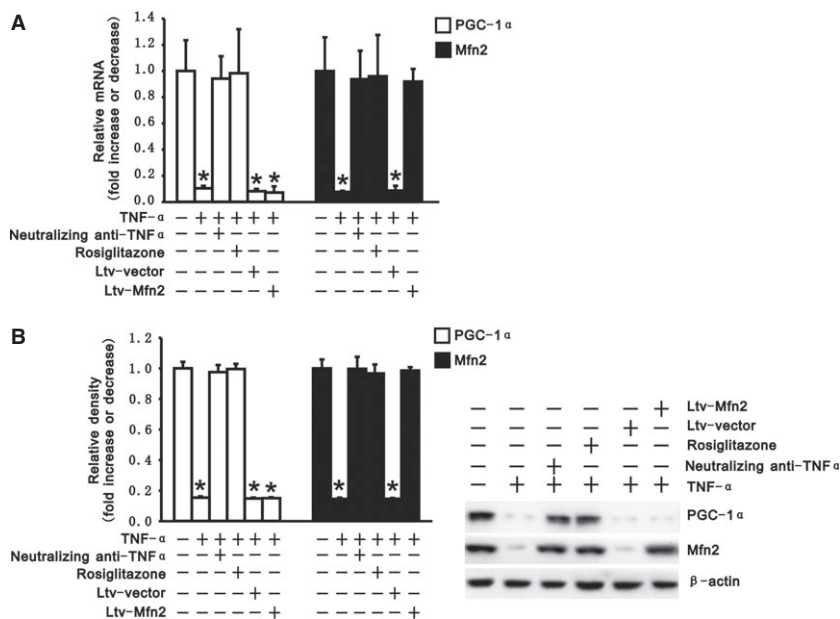 A
PGC-1α
Mfn2
Relative mRNA
(fold increase or decrease)
1.4
1.2
1.0
0.8
0.6
0.4
0.2
0.0
* * * * *
TNF-α − + + + + + − + + + + +
Neutralizing anti-TNFα − − + − − − − − + − − −
Rosiglitazone − − − + − − − − − + − −
Ltv-vector − − − − + − − − − − + −
Ltv-Mfn2 − − − − − + − − − − − +
B
PGC-1α
Mfn2
Relative density
(fold increase or decrease)
1.2
1.0
0.8
0.6
0.4
0.2
0.0
* * * * *
TNF-α − + + + + + − + + + + +
Neutralizing anti-TNFα − − + − − − − − + − − −
Rosiglitazone − − − + − − − − − + − −
Ltv-vector − − − − + − − − − − + −
Ltv-Mfn2 − − − − − + − − − − − +
− − − − − + Ltv-Mfn2
− − − − + − Ltv-vector
− − − + − − Rosiglitazone
− − + − − − Neutralizing anti-TNFα
− + + + + + TNF-α
PGC-1α
Mfn2
β-actin